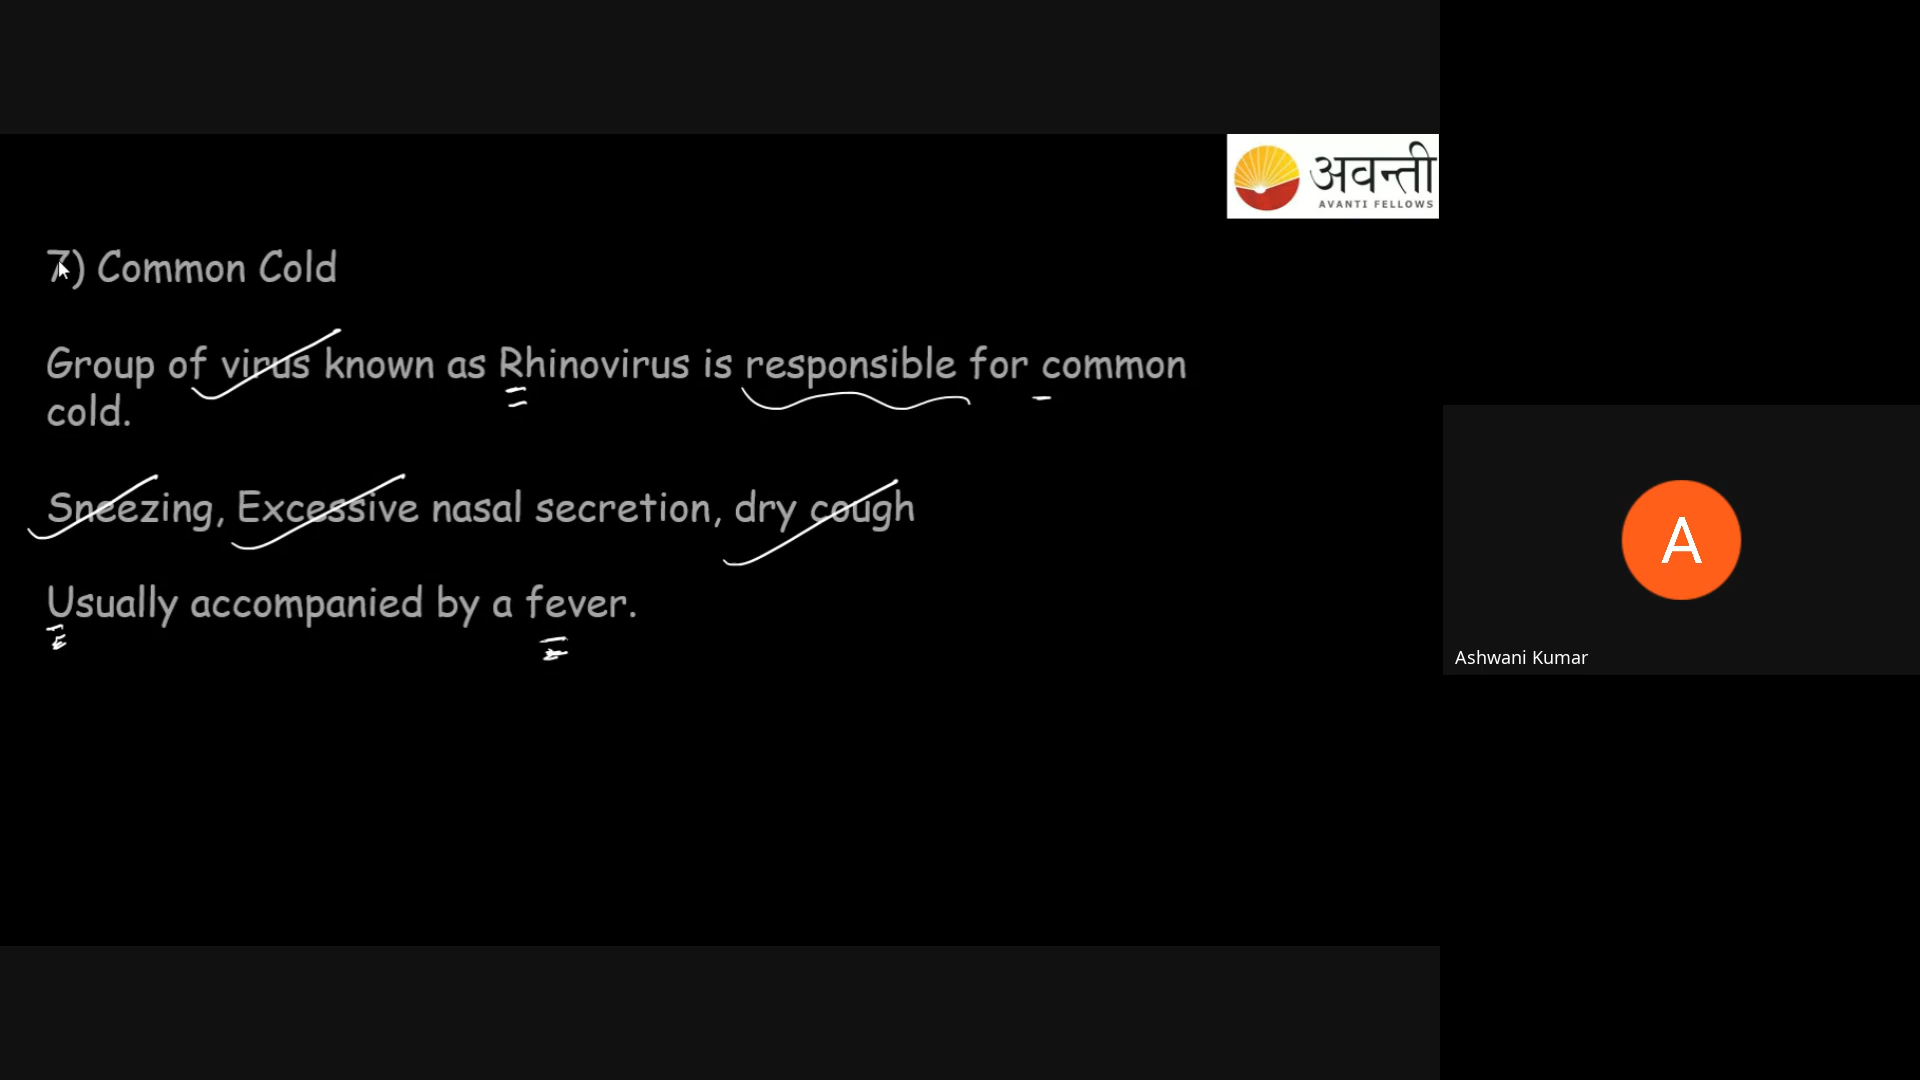 अवन्ती
AVANTI FELLOWS
7) Common Cold
Group of virus known as Rhinovirus is responsible for common
cold.
Sneezing, Excessive nasal secretion, dry cough
Usually accompanied by a fever.
A
Ashwani Kumar